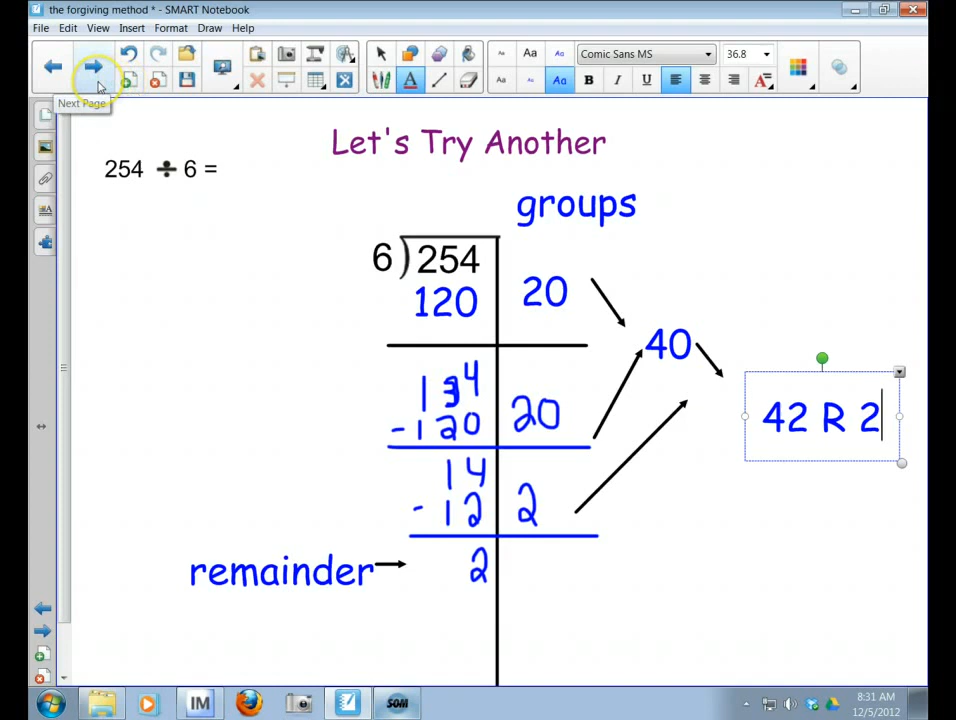 the forgiving method * - SMART Notebook
File Edit View Insert Format Draw Help
Comic Sans MS 36.8
Next Page
Let's Try Another
254 ÷ 6 =
groups
6)254
120 20
40
134
-120 20
42 R 2
14
-12 2
remainder 2
IM SOM
8:31 AM
12/5/2012